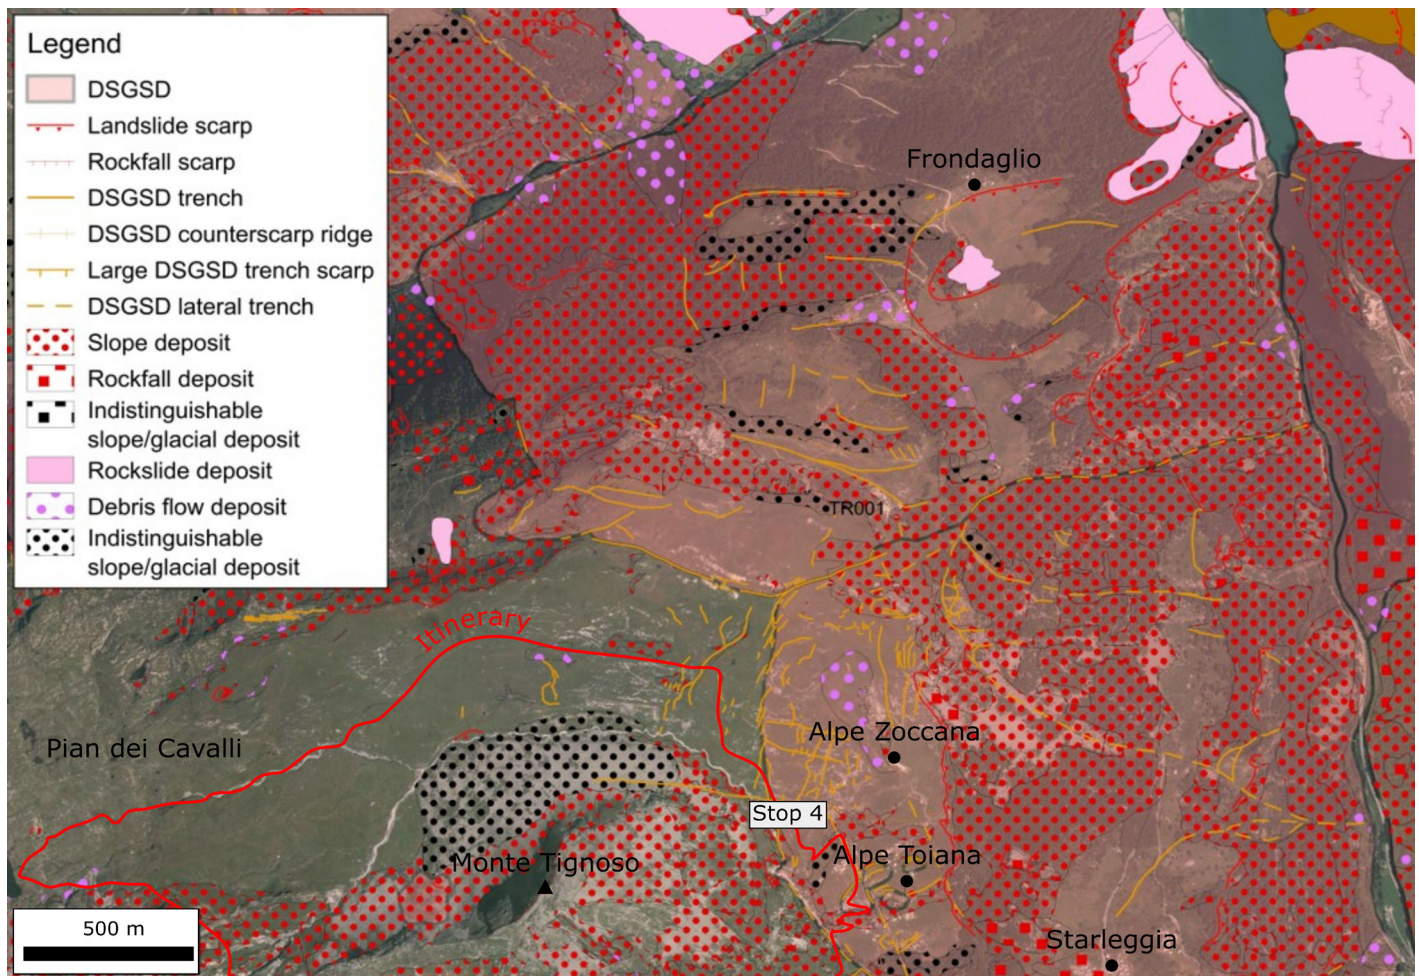 Legend
DSGSD
Landslide scarp
Rockfall scarp
DSGSD trench
DSGSD counterscarp ridge
Large DSGSD trench scarp
DSGSD lateral trench
Slope deposit
Rockfall deposit
Indistinguishable
slope/glacial deposit
Rockslide deposit
Debris flow deposit
Indistinguishable
slope/glacial deposit
Frondaglio
TR001
Itinerary
Pian dei Cavalli
Alpe Zoccana
Stop 4
Monte Tignoso
Alpe Toiana
Starleggia
500 m